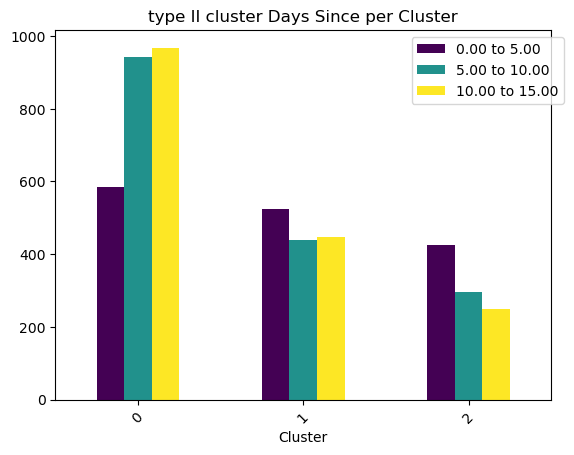 type II cluster Days Since per Cluster
0.00 to 5.00
5.00 to 10.00
10.00 to 15.00
1000
800
600
400
200
0
0
1
2
Cluster